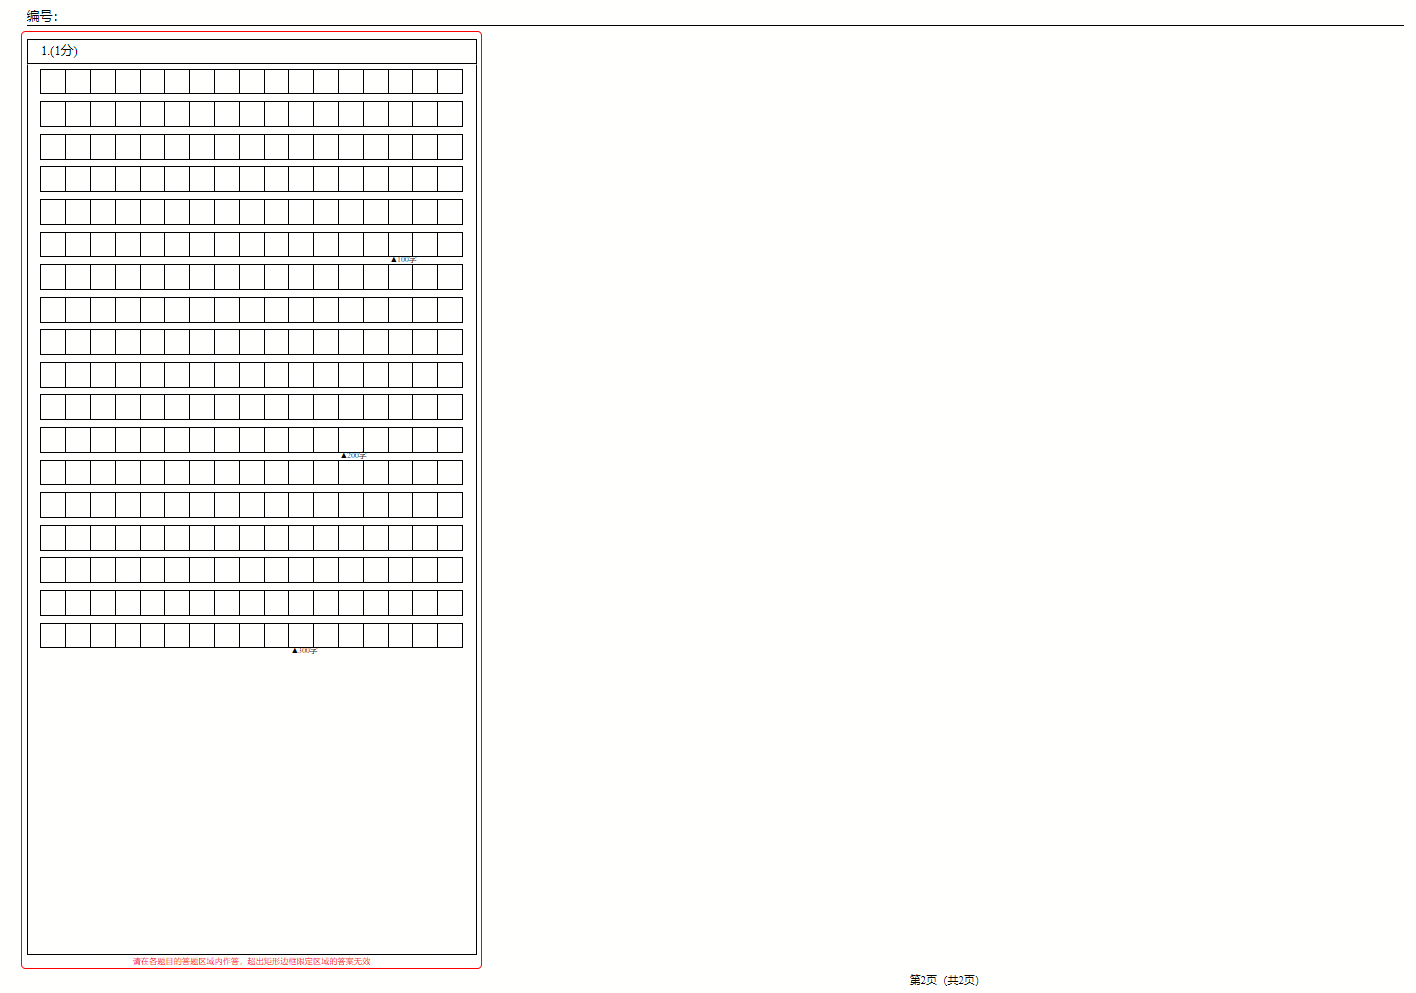 编号：
1.(1分)
▲100字
▲200字
▲300字
请在各题目的答题区域内作答，超出矩形边框限定区域的答案无效
第2页（共2页）